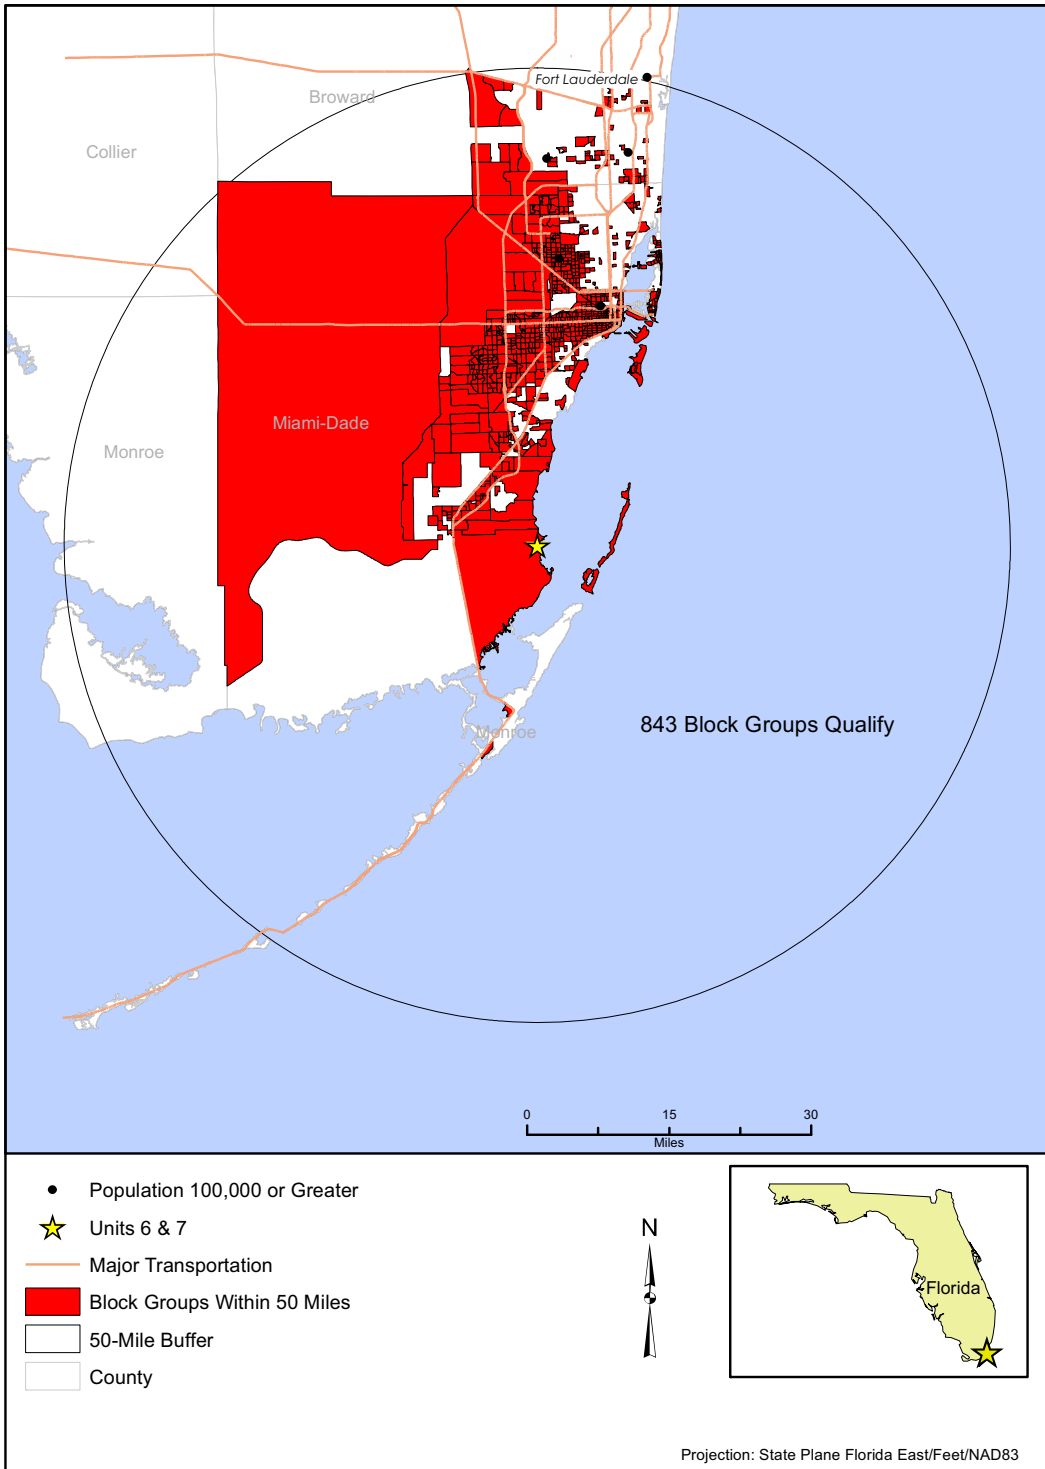 Fort Lauderdale
Broward
Collier
Miami-Dade
Monroe
843 Block Groups Qualify
Monroe
0 15 30
Miles
Population 100,000 or Greater
Units 6 & 7
Major Transportation
Block Groups Within 50 Miles
50-Mile Buffer
County
N
Florida
Projection: State Plane Florida East/Feet/NAD83